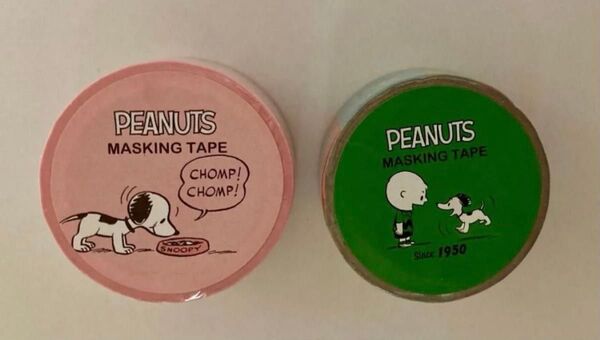 PEANUTS
MASKING TAPE
CHOMP!
CHOMP!
SNOOPY
PEANUTS
MASKING TAPE
Since 1950